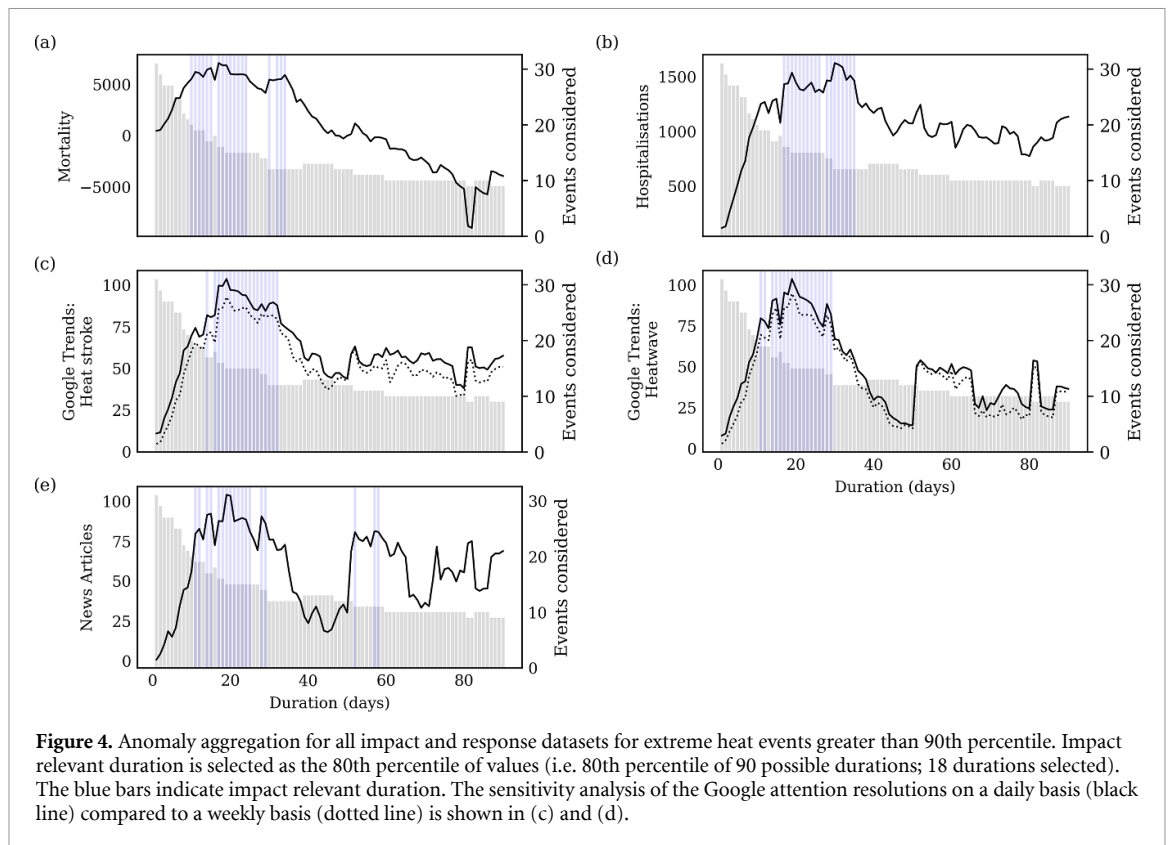 (a)
5000
0
−5000
Mortality
30
20
10
0
Events considered
(b)
1500
1000
500
Hospitalisations
30
20
10
0
Events considered
(c)
100
75
50
25
0
Google Trends:
Heat stroke
30
20
10
0
Events considered
(d)
100
75
50
25
0
Google Trends:
Heatwave
30
20
10
0
Events considered
0 20 40 60 80
Duration (days)
(e)
100
75
50
25
0
News Articles
30
20
10
0
Events considered
0 20 40 60 80
Duration (days)
Figure 4. Anomaly aggregation for all impact and response datasets for extreme heat events greater than 90th percentile. Impact
relevant duration is selected as the 80th percentile of values (i.e. 80th percentile of 90 possible durations; 18 durations selected).
The blue bars indicate impact relevant duration. The sensitivity analysis of the Google attention resolutions on a daily basis (black
line) compared to a weekly basis (dotted line) is shown in (c) and (d).